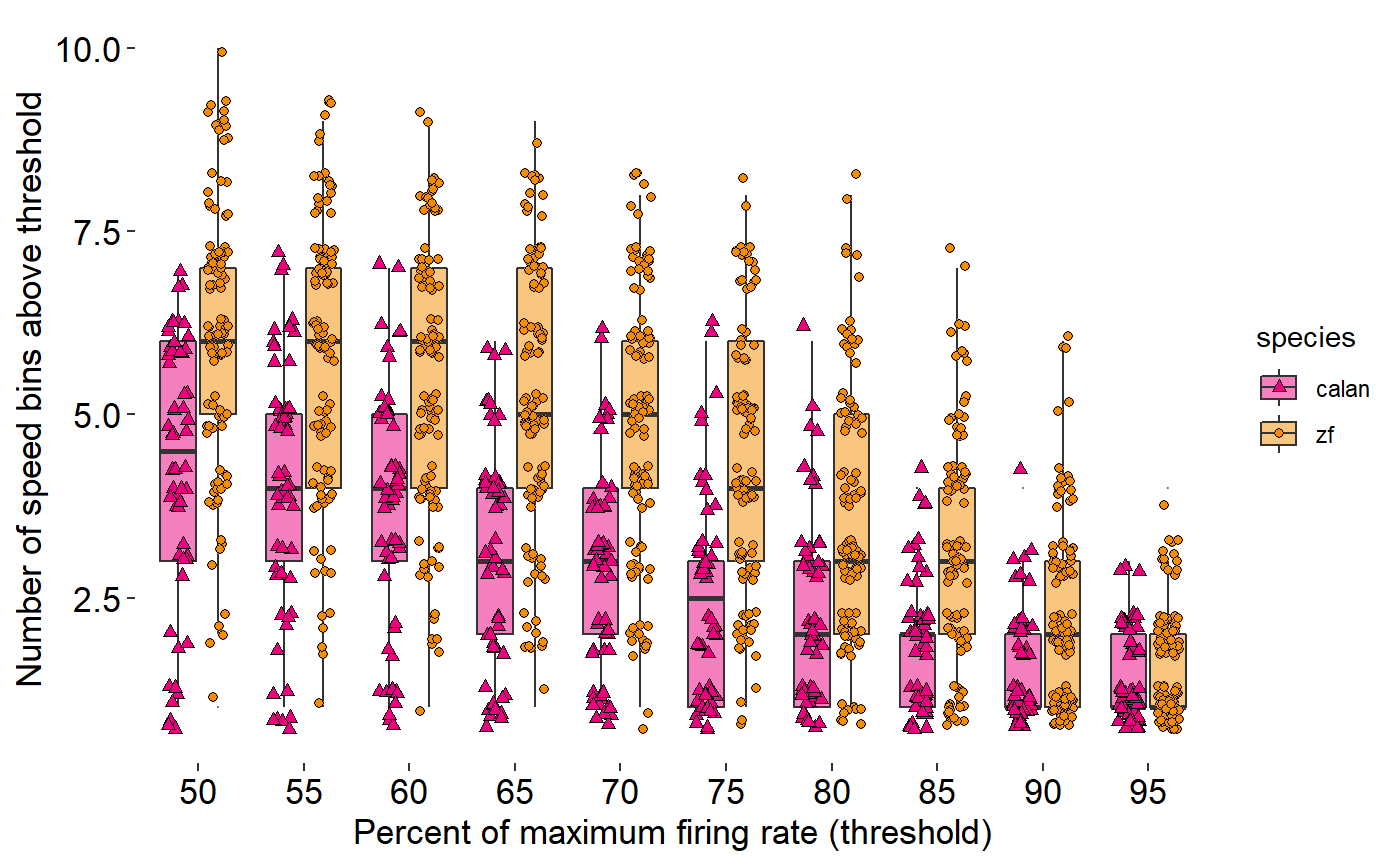 Number of speed bins above threshold
10.0
7.5
5.0
2.5
50 55 60 65 70 75 80 85 90 95
Percent of maximum firing rate (threshold)
species
calan
zf